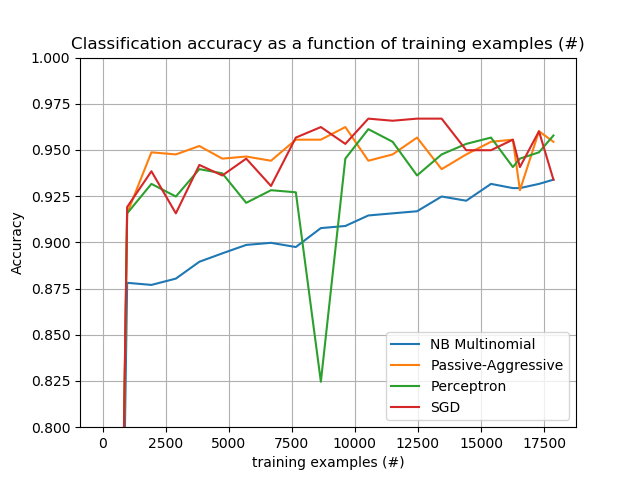 Classification accuracy as a function of training examples (#)
1.000
0.975
0.950
0.925
0.900
0.875
0.850
0.825
0.800
Accuracy
NB Multinomial
Passive-Aggressive
Perceptron
SGD
0 2500 5000 7500 10000 12500 15000 17500
training examples (#)